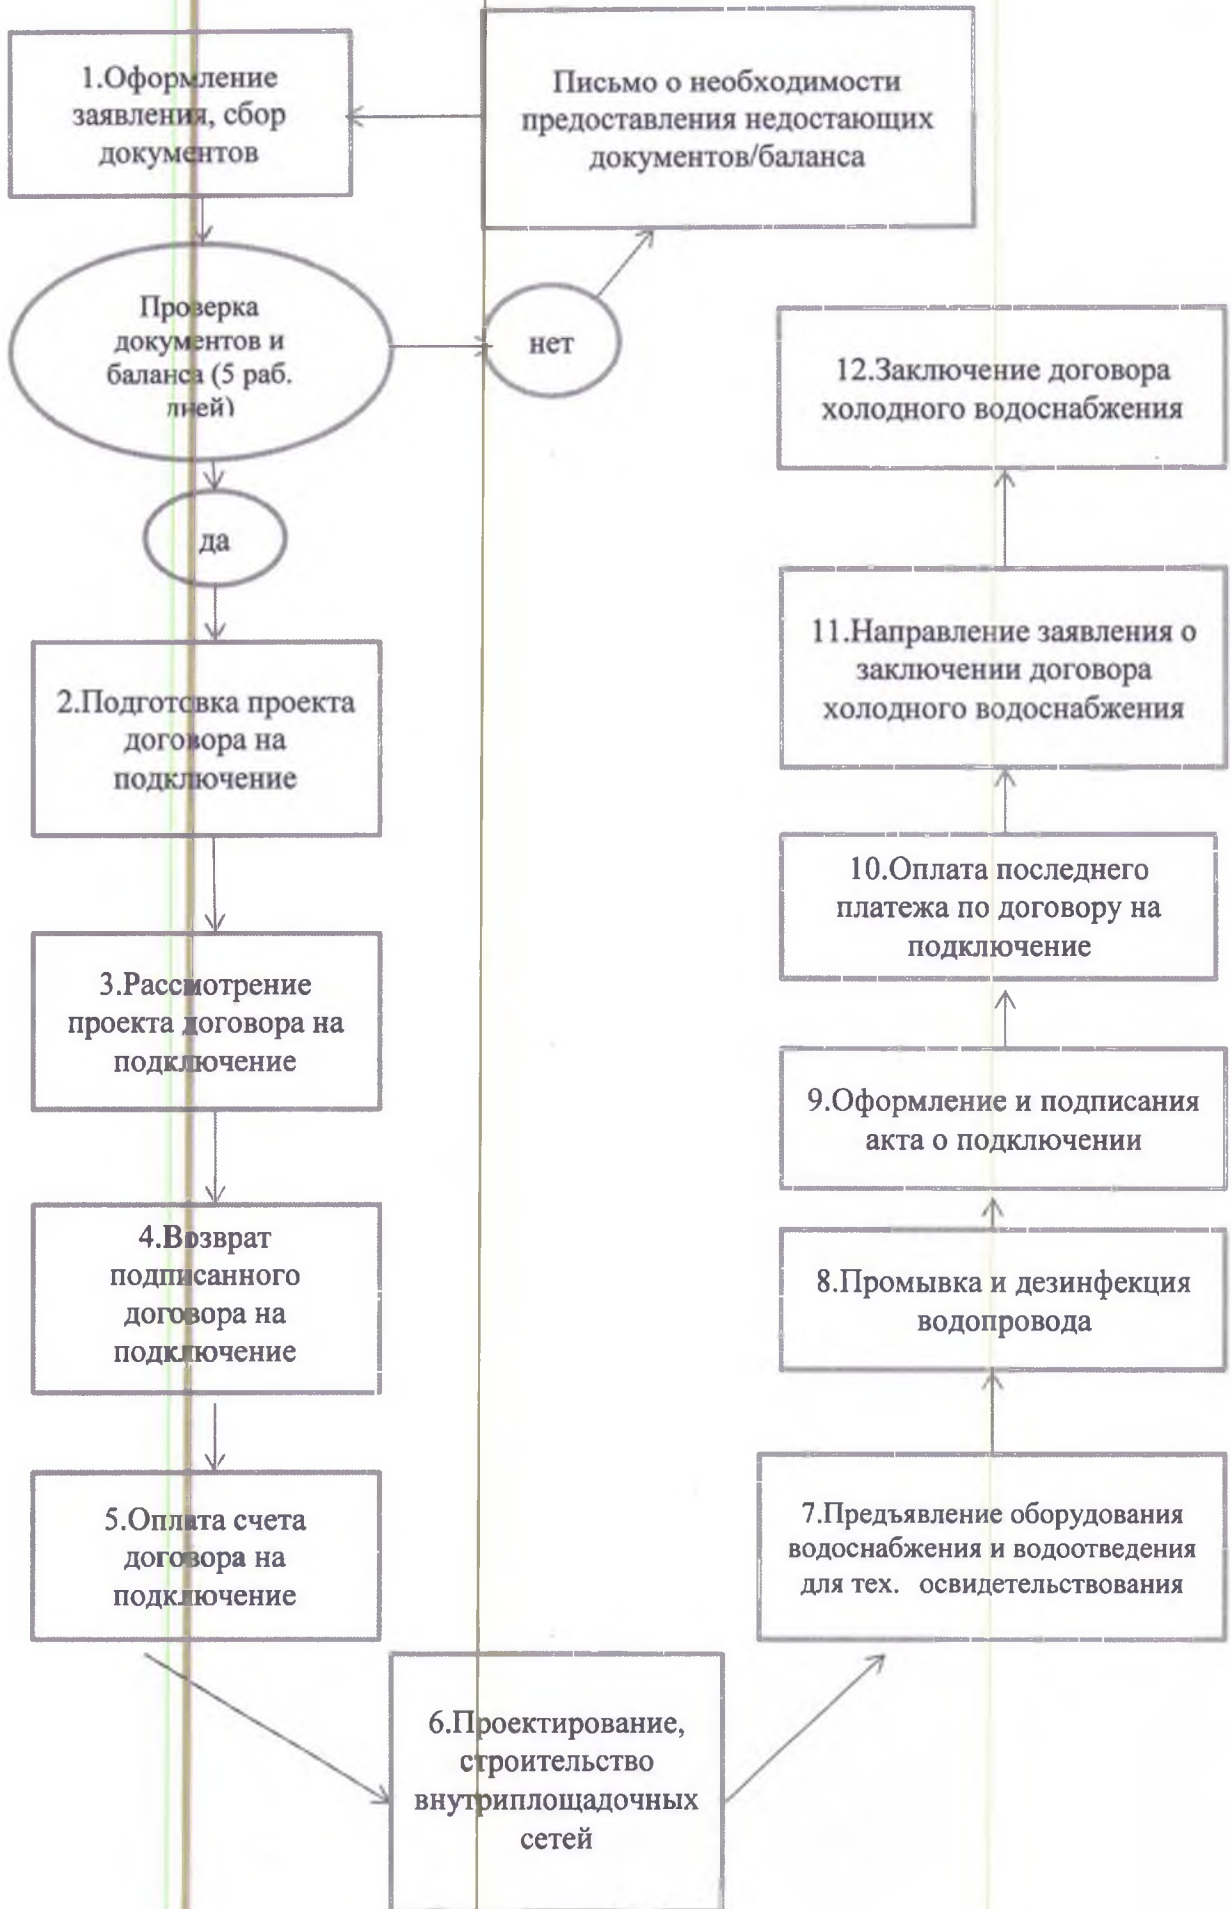 1.Оформление
заявления, сбор
документов
Письмо о необходимости
предоставления недостающих
документов/баланса
Проверка
документов и
баланса (5 раб.
дней)
нет
да
2.Подготовка проекта
договора на
подключение
3.Рассмотрение
проекта договора на
подключение
4.Возврат
подписанного
договора на
подключение
5.Оплата счета
договора на
подключение
6.Проектирование,
строительство
внутриплощадочных
сетей
7.Предъявление оборудования
водоснабжения и водоотведения
для тех. освидетельствования
8.Промывка и дезинфекция
водопровода
9.Оформление и подписания
акта о подключении
10.Оплата последнего
платежа по договору на
подключение
11.Направление заявления о
заключении договора
холодного водоснабжения
12.Заключение договора
холодного водоснабжения